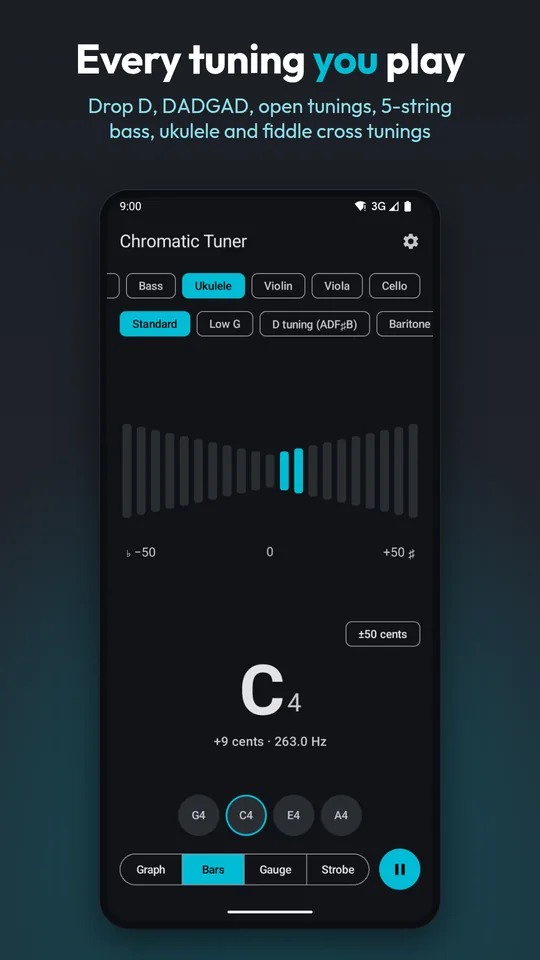 Every tuning you play
Drop D, DADGAD, open tunings, 5-string
bass, ukulele and fiddle cross tunings
9:00 3G
Chromatic Tuner
Bass Ukulele Violin Viola Cello
Standard Low G D tuning (ADF♯B) Baritone
♭ −50 0 +50 ♯
±50 cents
C4
+9 cents · 263.0 Hz
G4 C4 E4 A4
Graph Bars Gauge Strobe